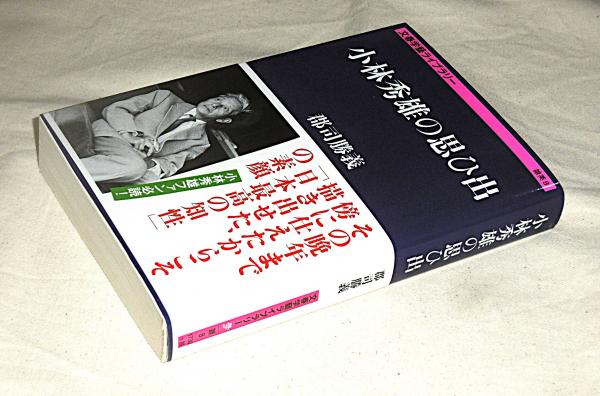 文春学藝ライブラリー
小林秀雄の思ひ出
郡司勝義
その晩年まで
傍に仕えたからこそ
描き出せた、
「日本最高の知性」
の素顔
小林秀雄ファン必読!
小林秀雄の思ひ出
郡司勝義
文春学藝ライブラリー